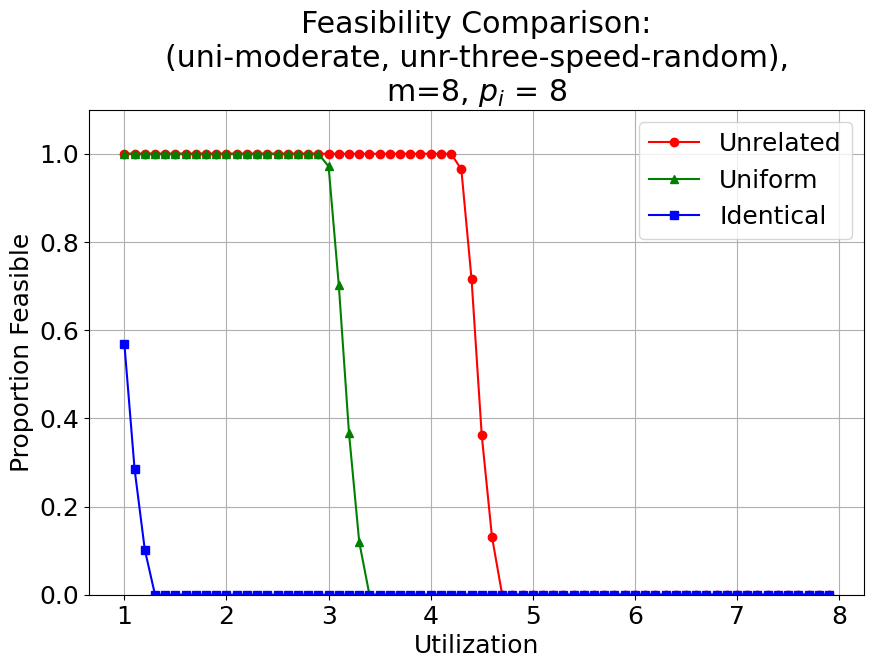 Feasibility Comparison:
(uni-moderate, unr-three-speed-random),
m=8, pᵢ = 8
Proportion Feasible
1.0
0.8
0.6
0.4
0.2
0.0
Unrelated
Uniform
Identical
1 2 3 4 5 6 7 8
Utilization